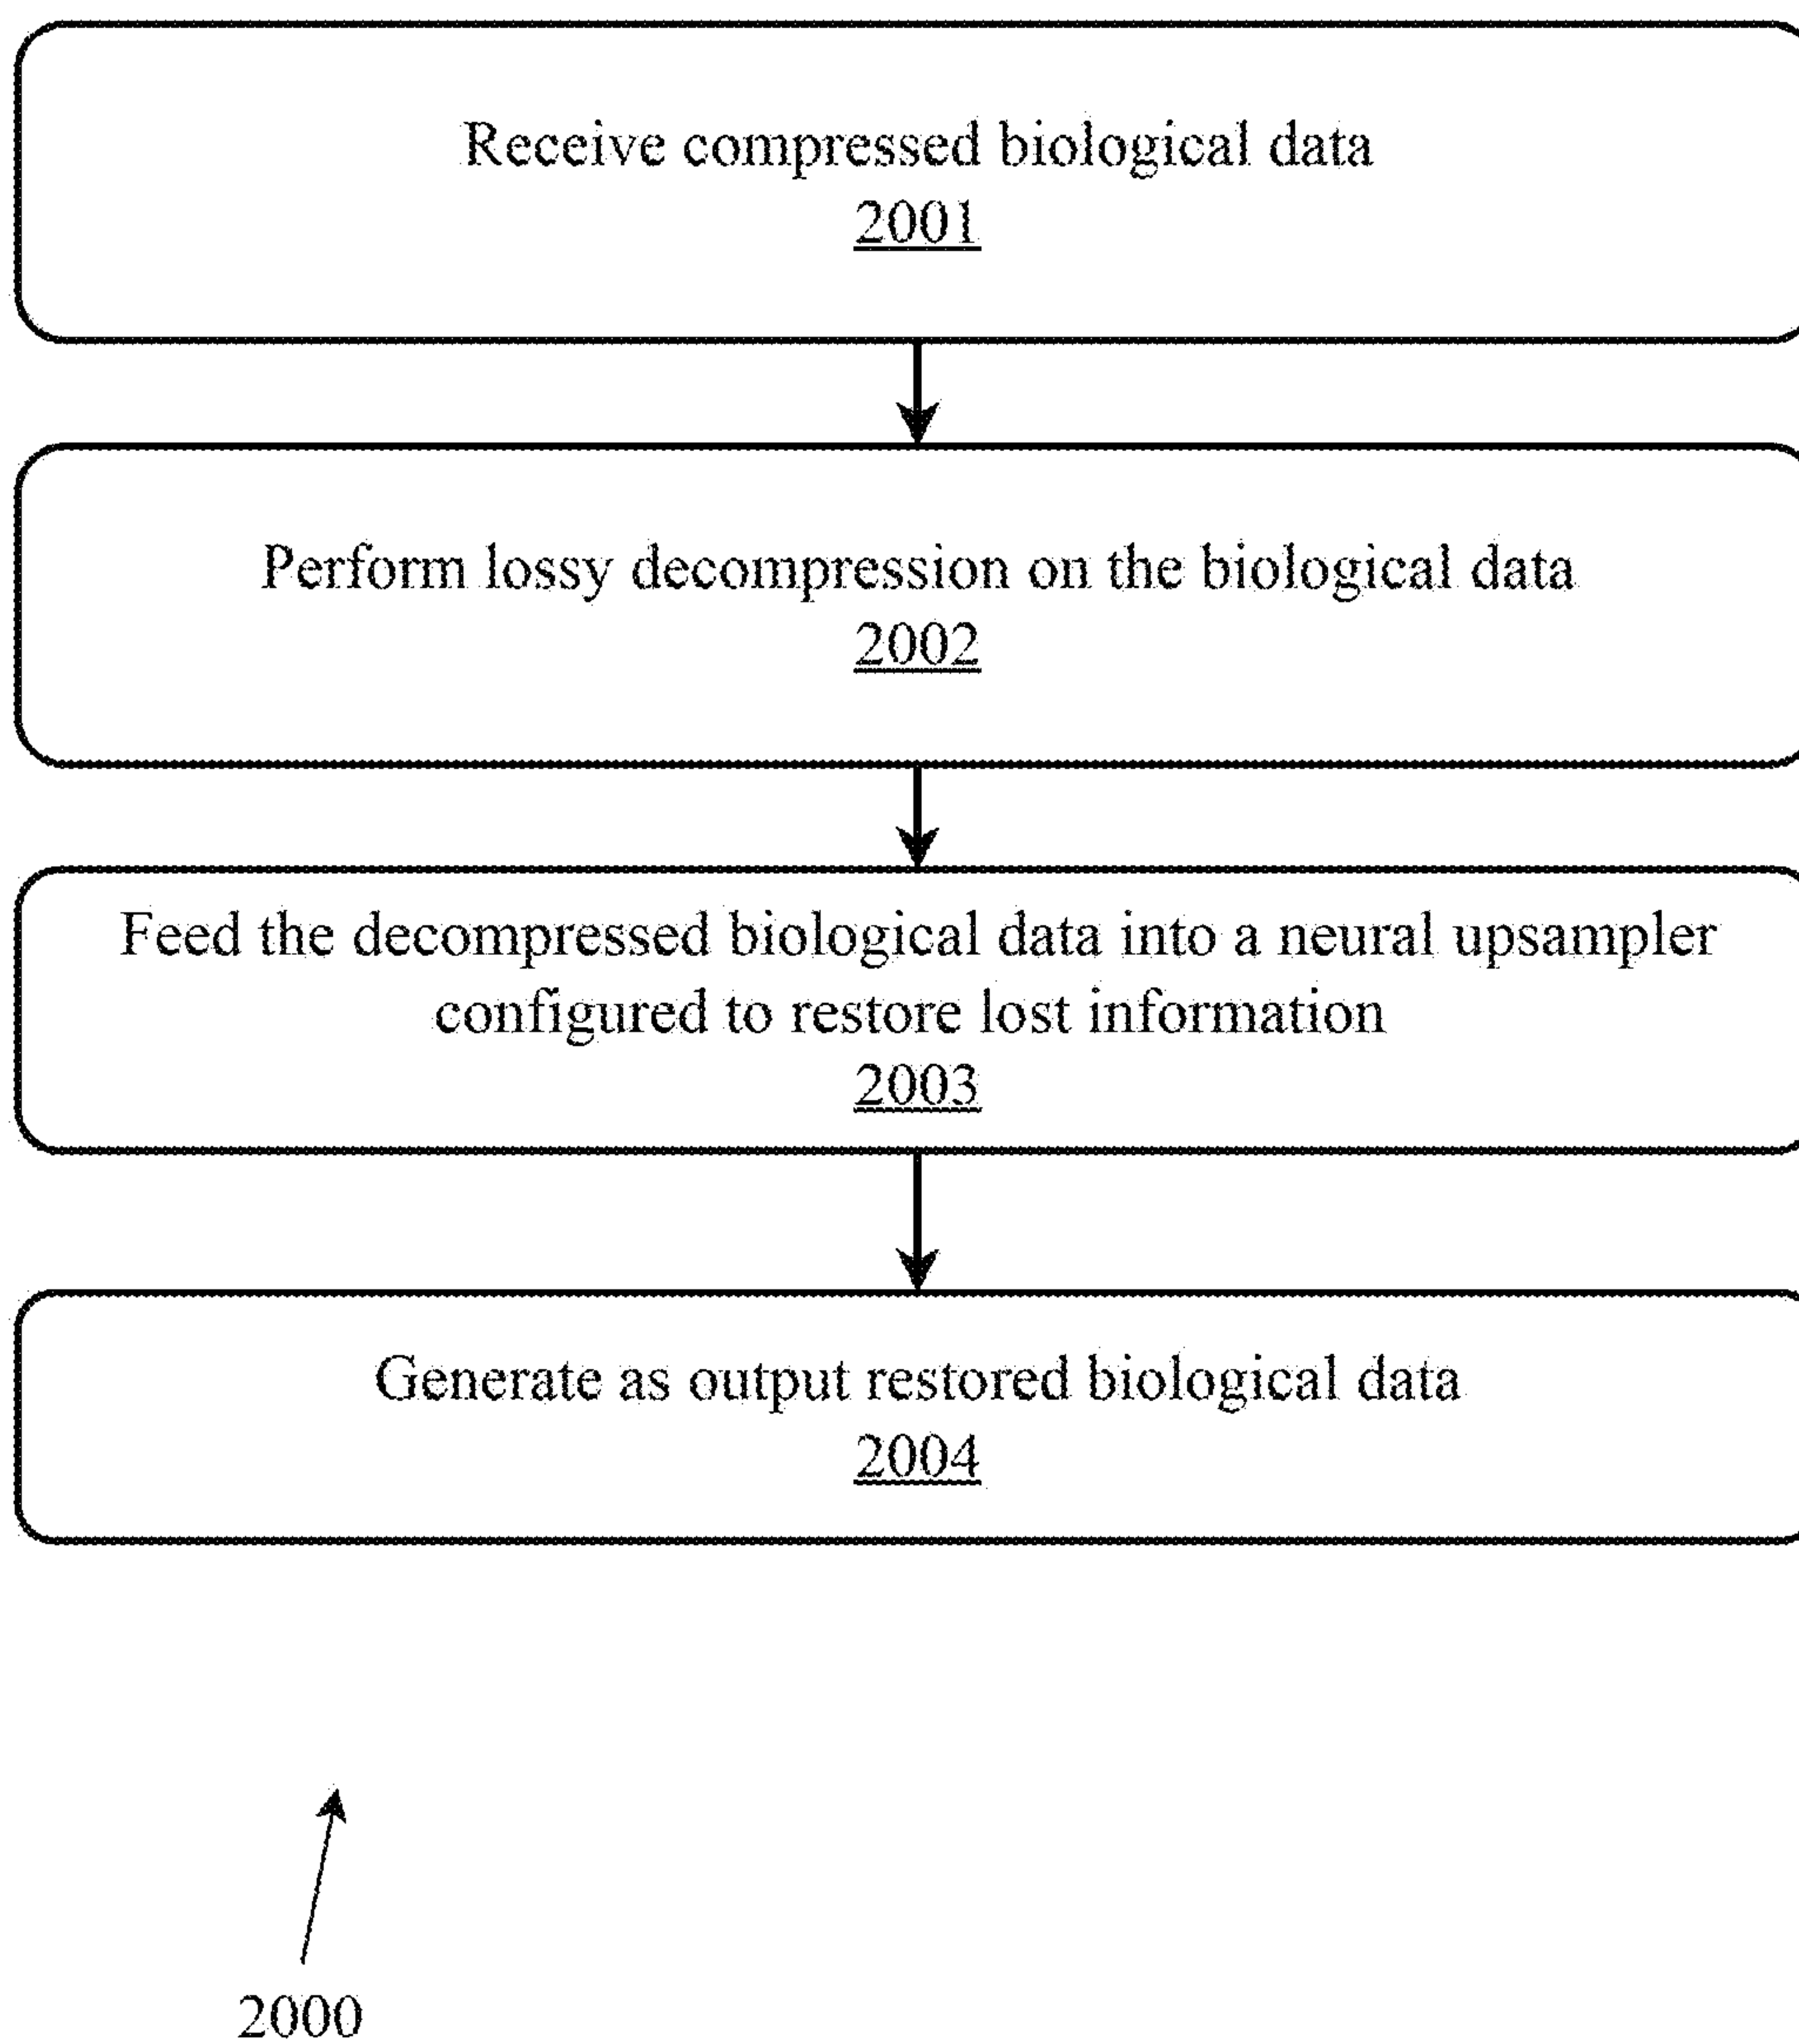 Receive compressed biological data
2001
Perform lossy decompression on the biological data
2002
Feed the decompressed biological data into a neural upsampler
configured to restore lost information
2003
Generate as output restored biological data
2004
2000